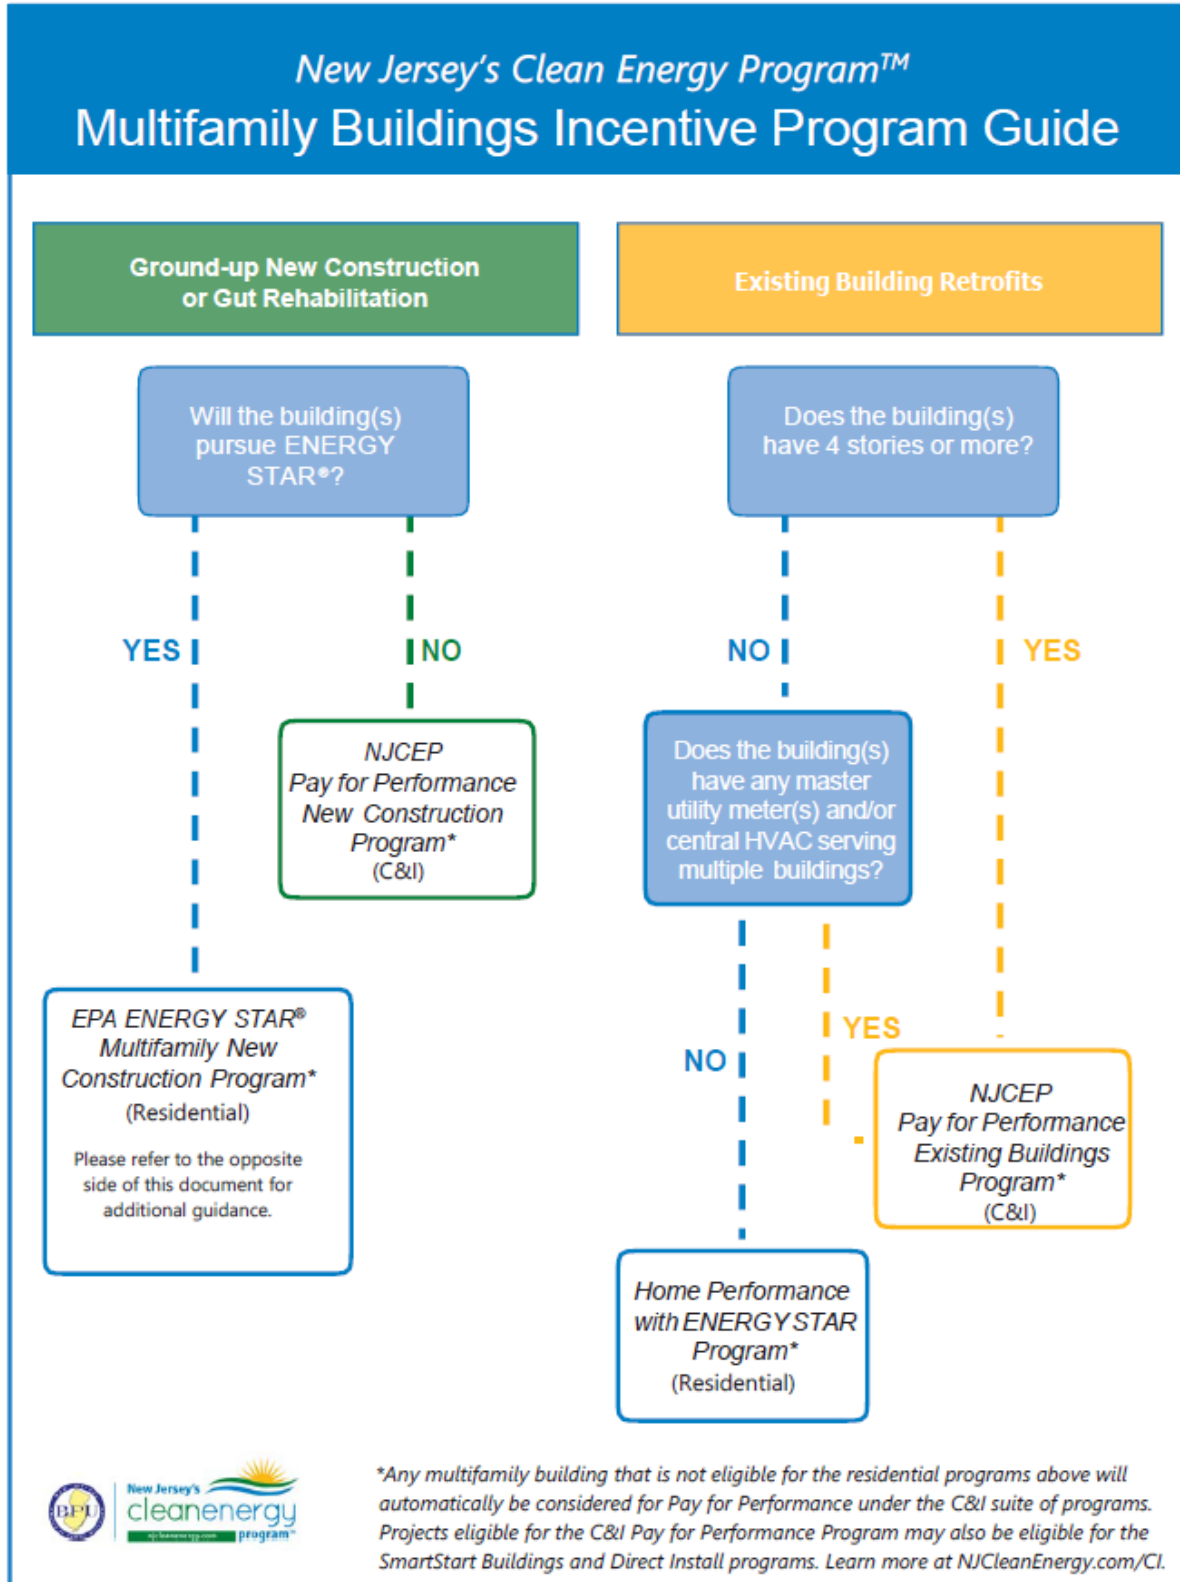 New Jersey's Clean Energy Program™
Multifamily Buildings Incentive Program Guide
Ground-up New Construction
or Gut Rehabilitation
Will the building(s)
pursue ENERGY
STAR®?
YES
NO
NJCEP
Pay for Performance
New Construction
Program*
(C&I)
EPA ENERGY STAR®
Multifamily New
Construction Program*
(Residential)
Please refer to the opposite
side of this document for
additional guidance.
Existing Building Retrofits
Does the building(s)
have 4 stories or more?
NO
YES
Does the building(s)
have any master
utility meter(s) and/or
central HVAC serving
multiple buildings?
NO
YES
NJCEP
Pay for Performance
Existing Buildings
Program*
(C&I)
Home Performance
with ENERGY STAR
Program*
(Residential)
BPU
New Jersey's
cleanenergy
njcleanenergy.com
program™
*Any multifamily building that is not eligible for the residential programs above will
automatically be considered for Pay for Performance under the C&I suite of programs.
Projects eligible for the C&I Pay for Performance Program may also be eligible for the
SmartStart Buildings and Direct Install programs. Learn more at NJCleanEnergy.com/CI.